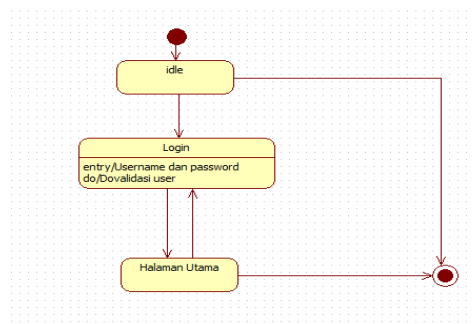 idle
Login
entry/Username dan password
do/Dovalidasi user
Halaman Utama